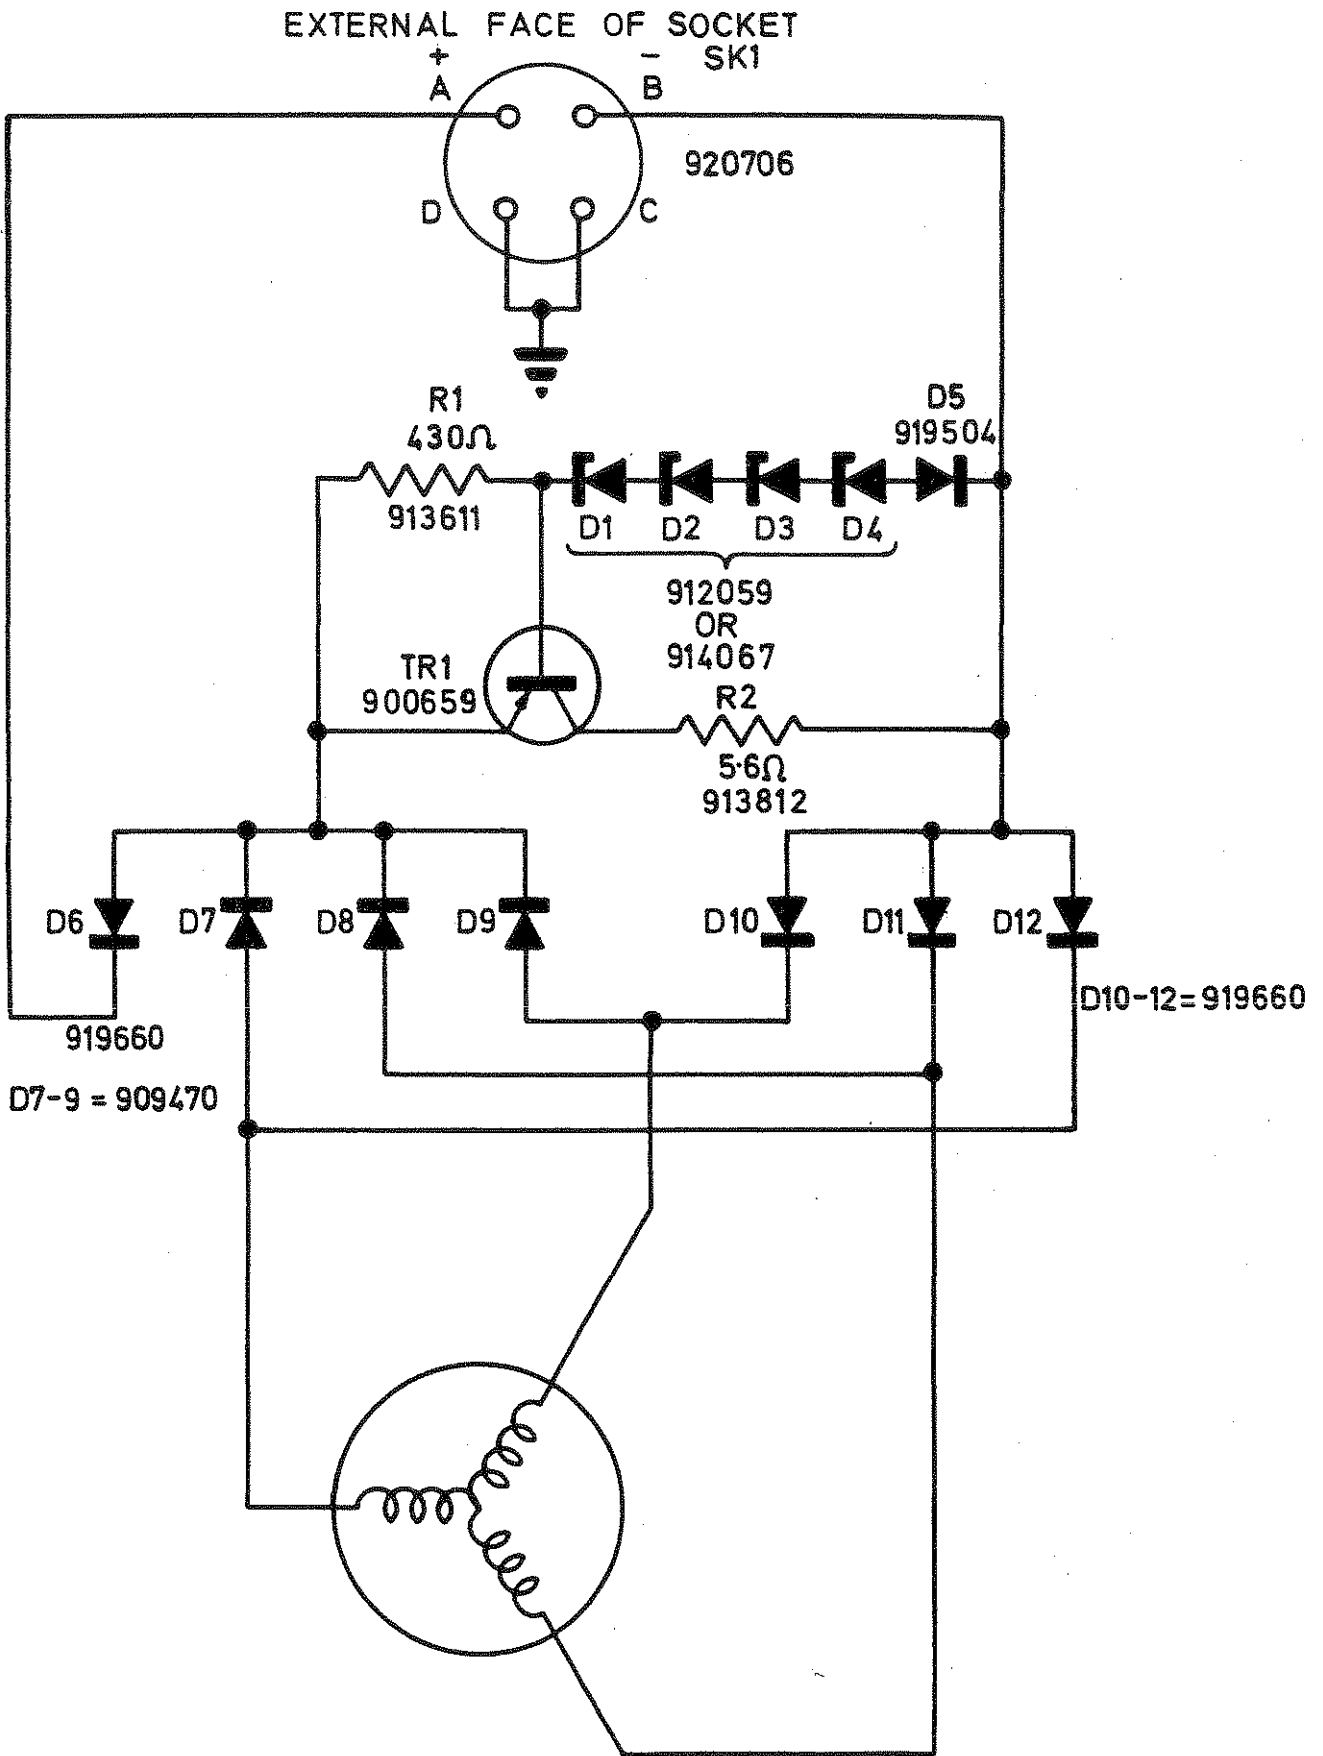 EXTERNAL FACE OF SOCKET
+ - SK1
A B
920706
D C
R1
430Ω
913611
D5
919504
D1 D2 D3 D4
912059
OR
914067
TR1
900659
R2
5·6Ω
913812
D6 D7 D8 D9 D10 D11 D12
D10-12=919660
919660
D7-9 = 909470